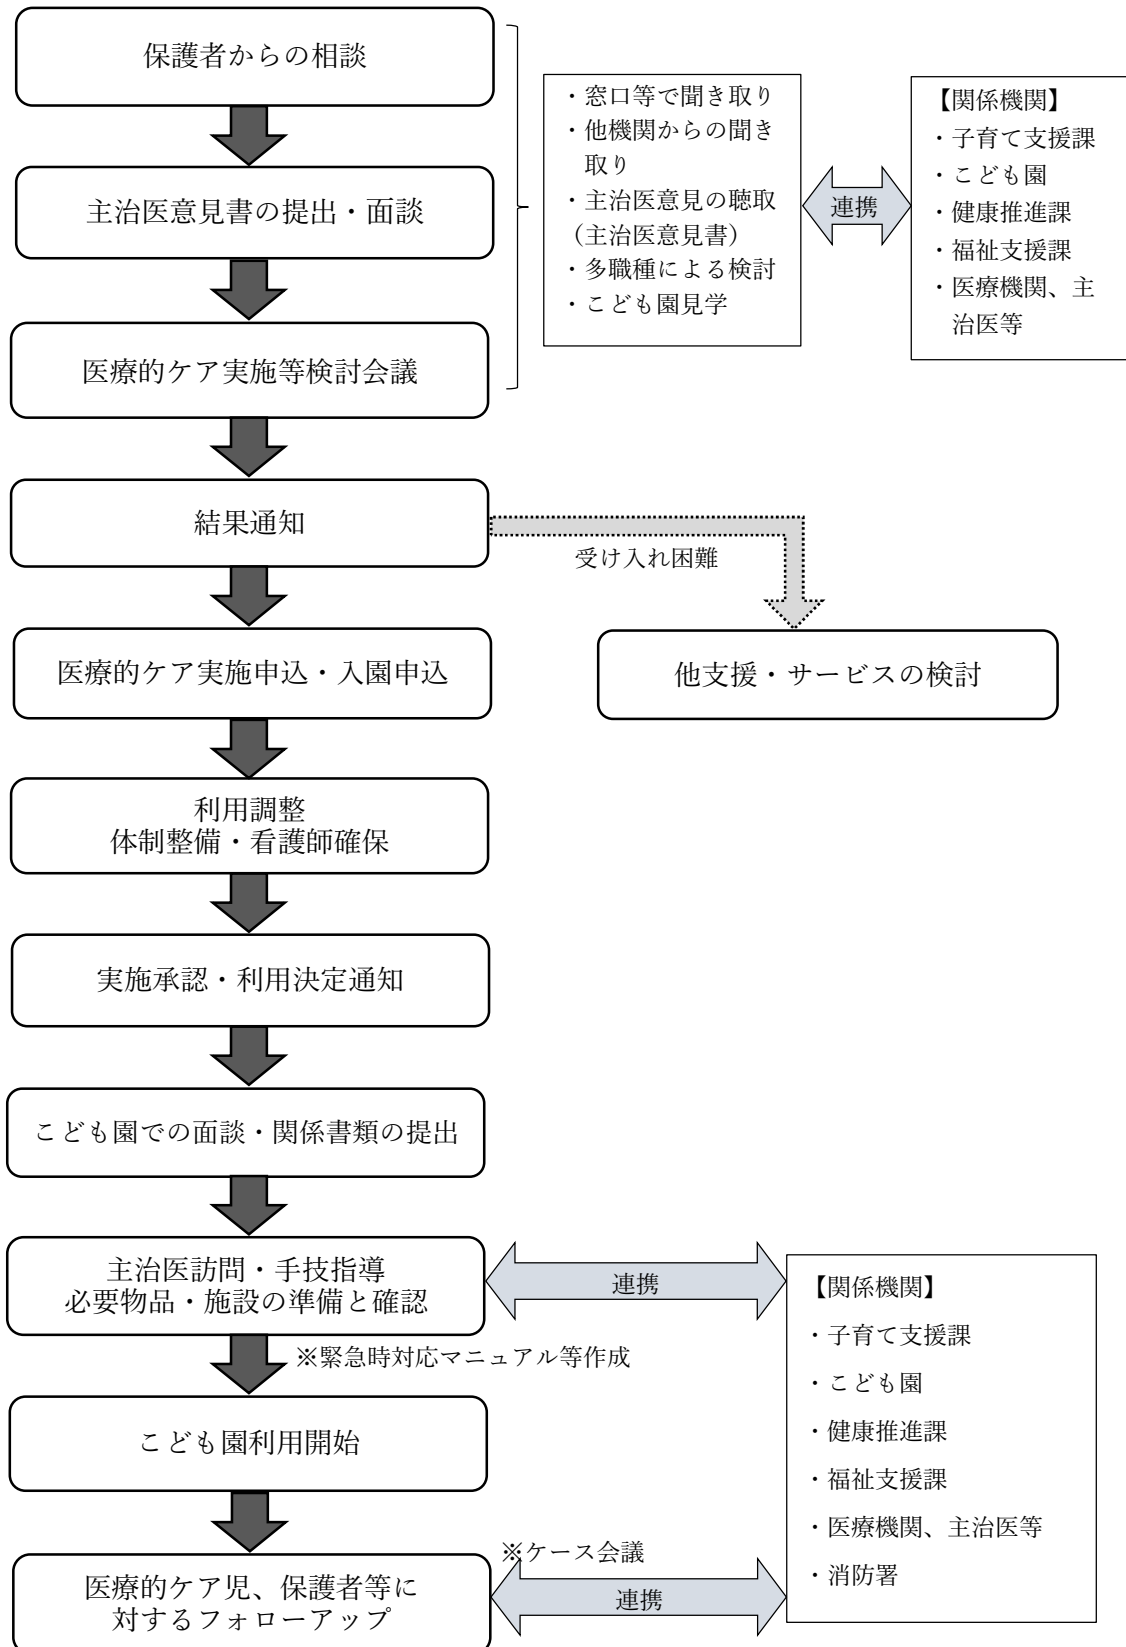 保護者からの相談
主治医意見書の提出・面談
医療的ケア実施等検討会議
・窓口等で聞き取り
・他機関からの聞き
取り
・主治医意見の聴取
（主治医意見書）
・多職種による検討
・こども園見学
連携
【関係機関】
・子育て支援課
・こども園
・健康推進課
・福祉支援課
・医療機関、主
治医等
結果通知
受け入れ困難
他支援・サービスの検討
医療的ケア実施申込・入園申込
利用調整
体制整備・看護師確保
実施承認・利用決定通知
こども園での面談・関係書類の提出
主治医訪問・手技指導
必要物品・施設の準備と確認
連携
※緊急時対応マニュアル等作成
こども園利用開始
【関係機関】
・子育て支援課
・こども園
・健康推進課
・福祉支援課
・医療機関、主治医等
・消防署
※ケース会議
連携
医療的ケア児、保護者等に
対するフォローアップ